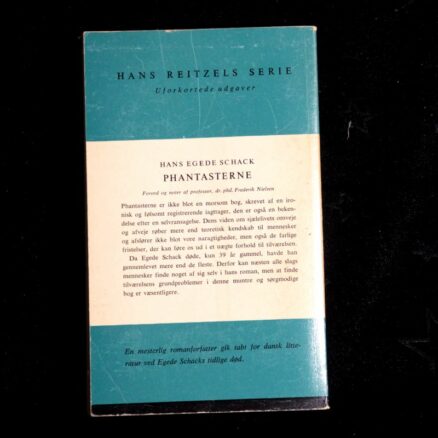 HANS REITZELS SERIE
Uforkortede udgaver
HANS EGEDE SCHACK
PHANTASTERNE
Forord og noter af professor, dr. phil. Frederik Nielsen
Phantasterne er ikke blot en morsom bog, skrevet af en iro-
nisk og følsomt registrerende iagttager, den er også en beken-
delse efter en selvransagelse. Dens viden om sjælelivets omveje
og afveje røber mere end teoretisk kendskab til mennesker
og afslører ikke blot vore naragtigheder, men også de farlige
fristelser, der kan føre os ud i et uægte forhold til tilværelsen.
Da Egede Schack døde, kun 39 år gammel, havde han
gennemlevet mere end de fleste. Derfor kan næsten alle slags
mennesker finde noget af sig selv i hans roman, men at finde
tilværelsens grundproblemer i denne muntre og sørgmodige
bog er væsentligere.
En mesterlig romanforfatter gik tabt for dansk litte-
ratur ved Egede Schacks tidlige død.